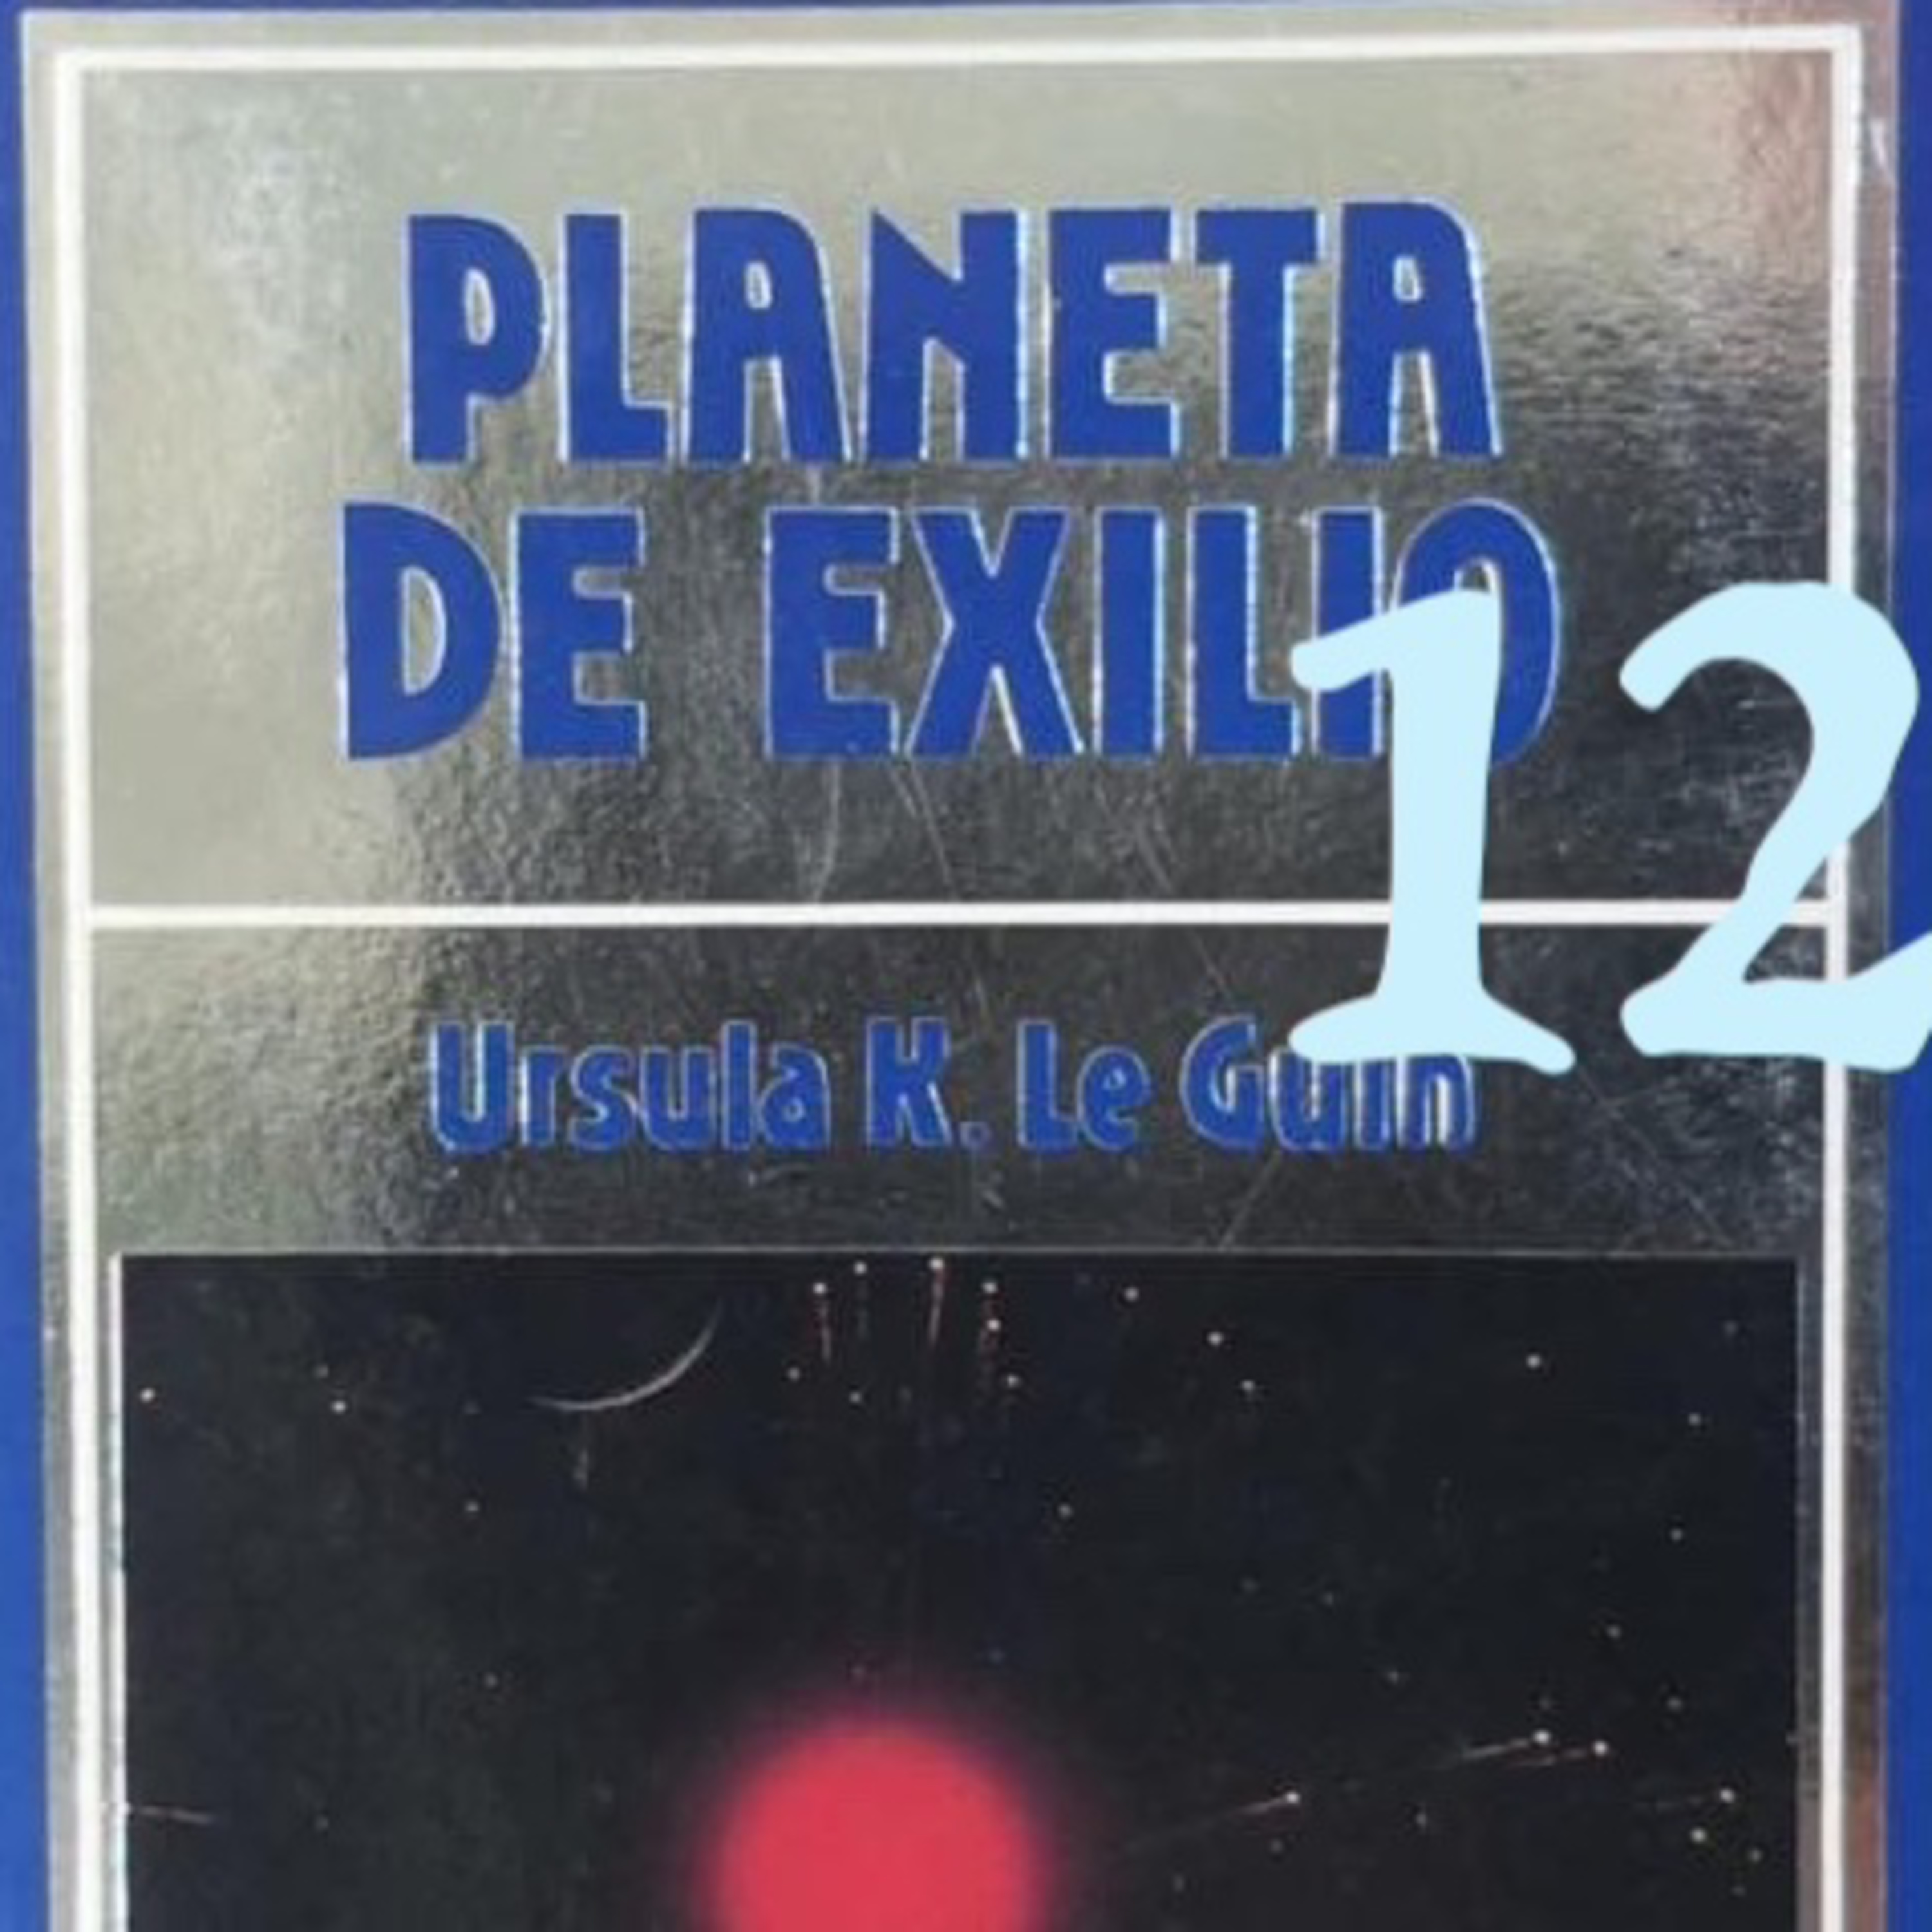 PLANETA
DE EXILIO
12
Ursula K. Le Guin